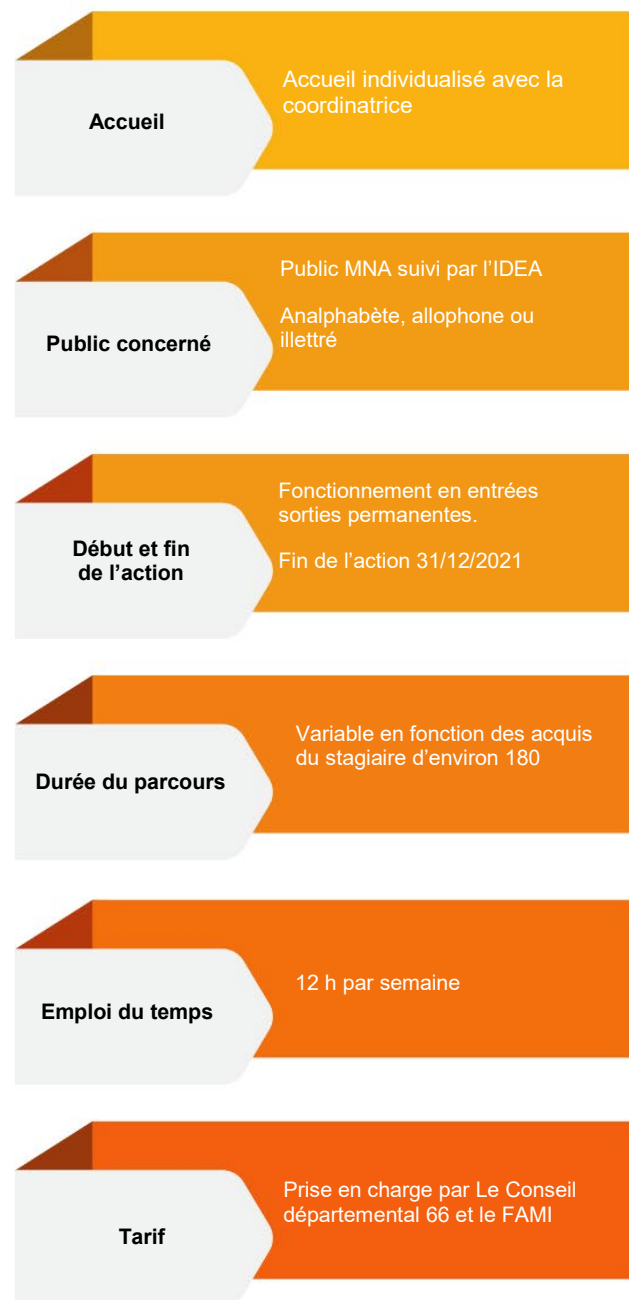 Accueil
Accueil individualisé avec la
coordinatrice
Public concerné
Public MNA suivi par l’IDEA
Analphabète, allophone ou
illettré
Début et fin
de l’action
Fonctionnement en entrées
sorties permanentes.
Fin de l’action 31/12/2021
Durée du parcours
Variable en fonction des acquis
du stagiaire d’environ 180
Emploi du temps
12 h par semaine
Tarif
Prise en charge par Le Conseil
départemental 66 et le FAMI